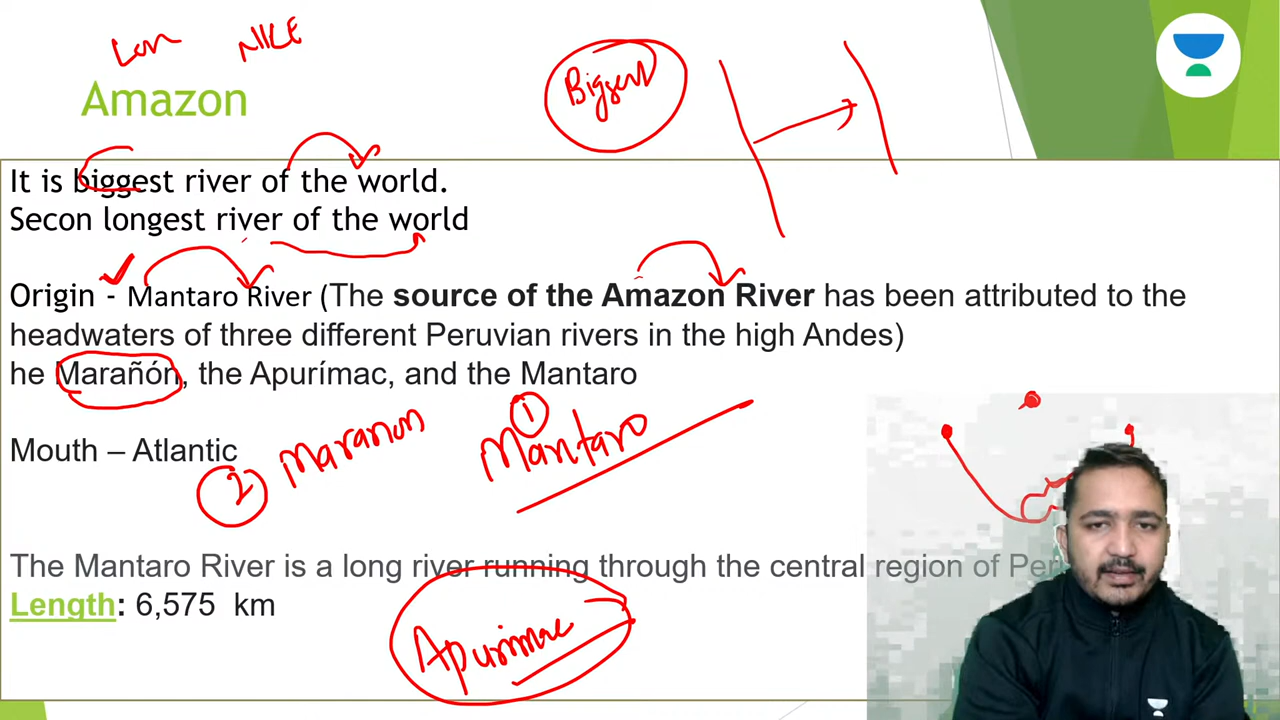 Lon NILE
Amazon
Biggest
It is biggest river of the world.
Secon longest river of the world
Origin - Mantaro River (The source of the Amazon River has been attributed to the
headwaters of three different Peruvian rivers in the high Andes)
he Marañón, the Apurímac, and the Mantaro
1
Mantaro
Mouth – Atlantic
2 Maranon
The Mantaro River is a long river running through the central region of Per
Length: 6,575 km
Apurimac